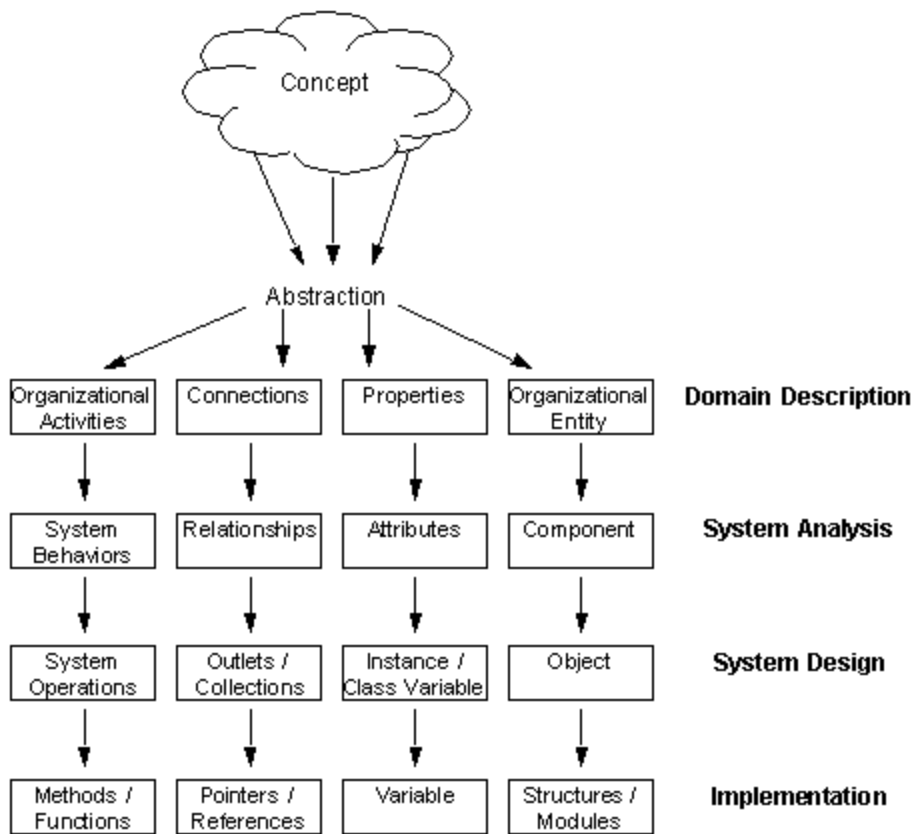 Concept
Abstraction
Organizational
Activities
Connections
Properties
Organizational
Entity
Domain Description
System
Behaviors
Relationships
Attributes
Component
System Analysis
System
Operations
Outlets /
Collections
Instance /
Class Variable
Object
System Design
Methods /
Functions
Pointers /
References
Variable
Structures /
Modules
Implementation